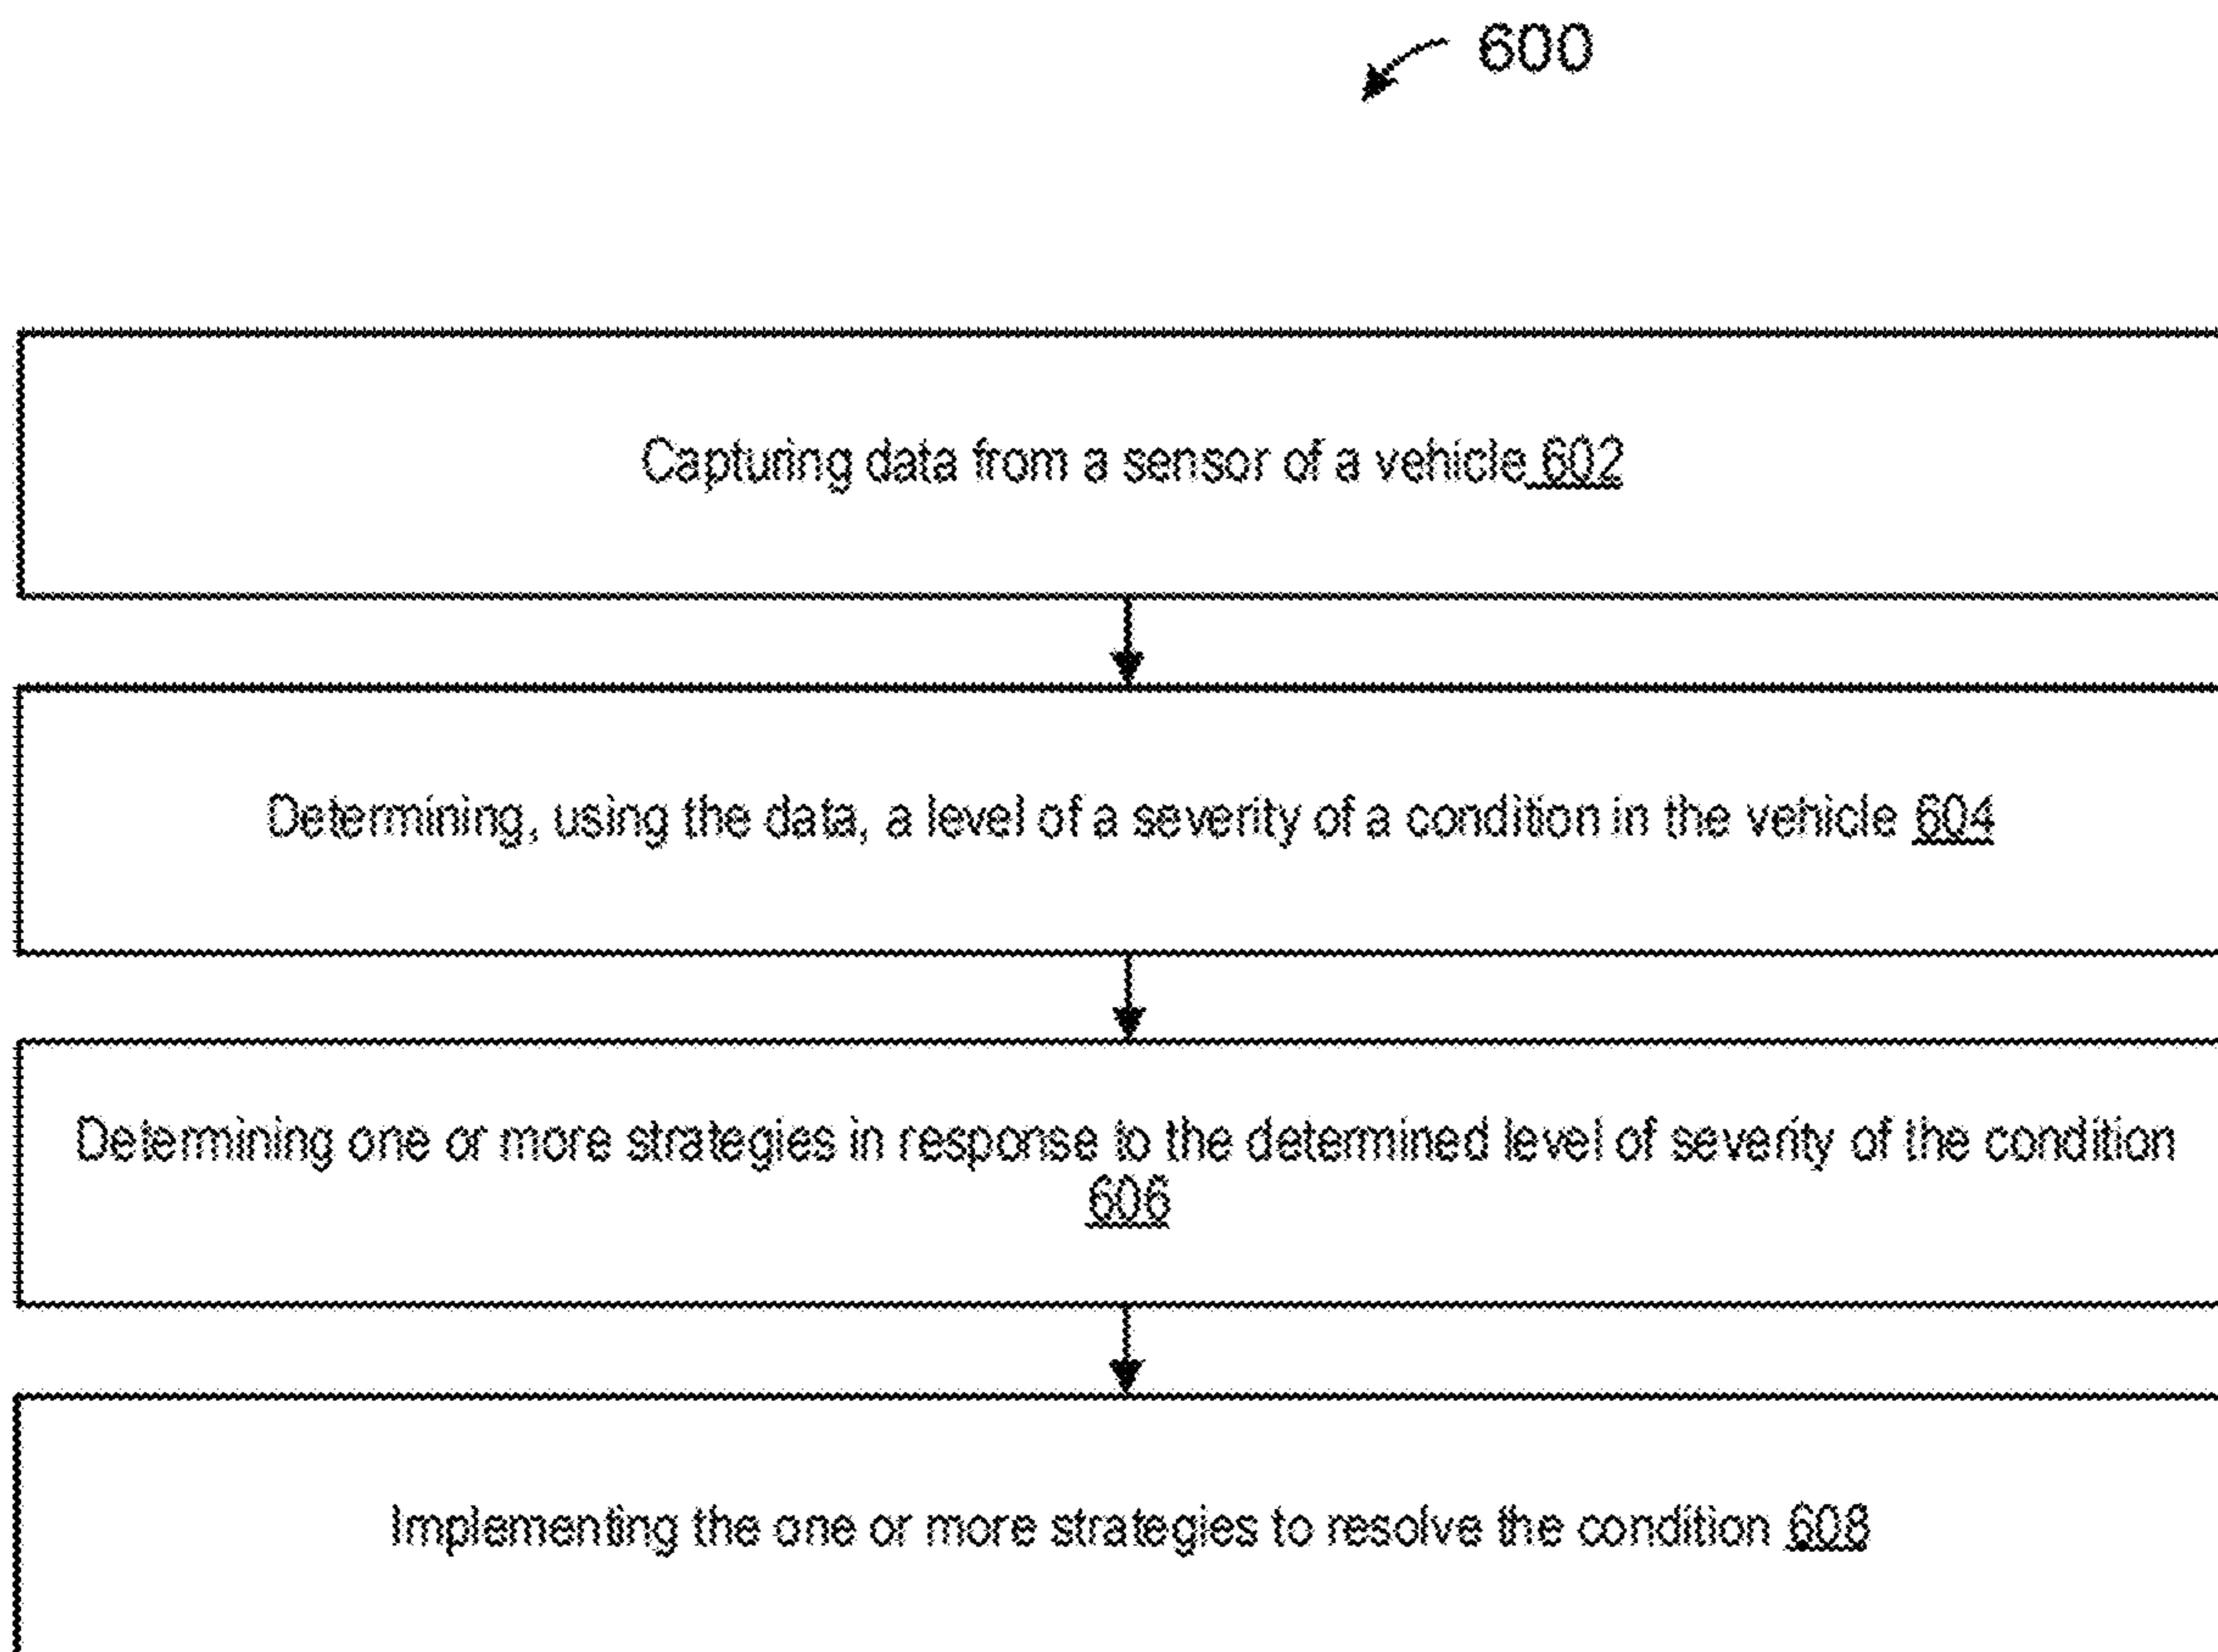 600
Capturing data from a sensor of a vehicle 602
Determining, using the data, a level of a severity of a condition in the vehicle 604
Determining one or more strategies in response to the determined level of severity of the condition
606
Implementing the one or more strategies to resolve the condition 608